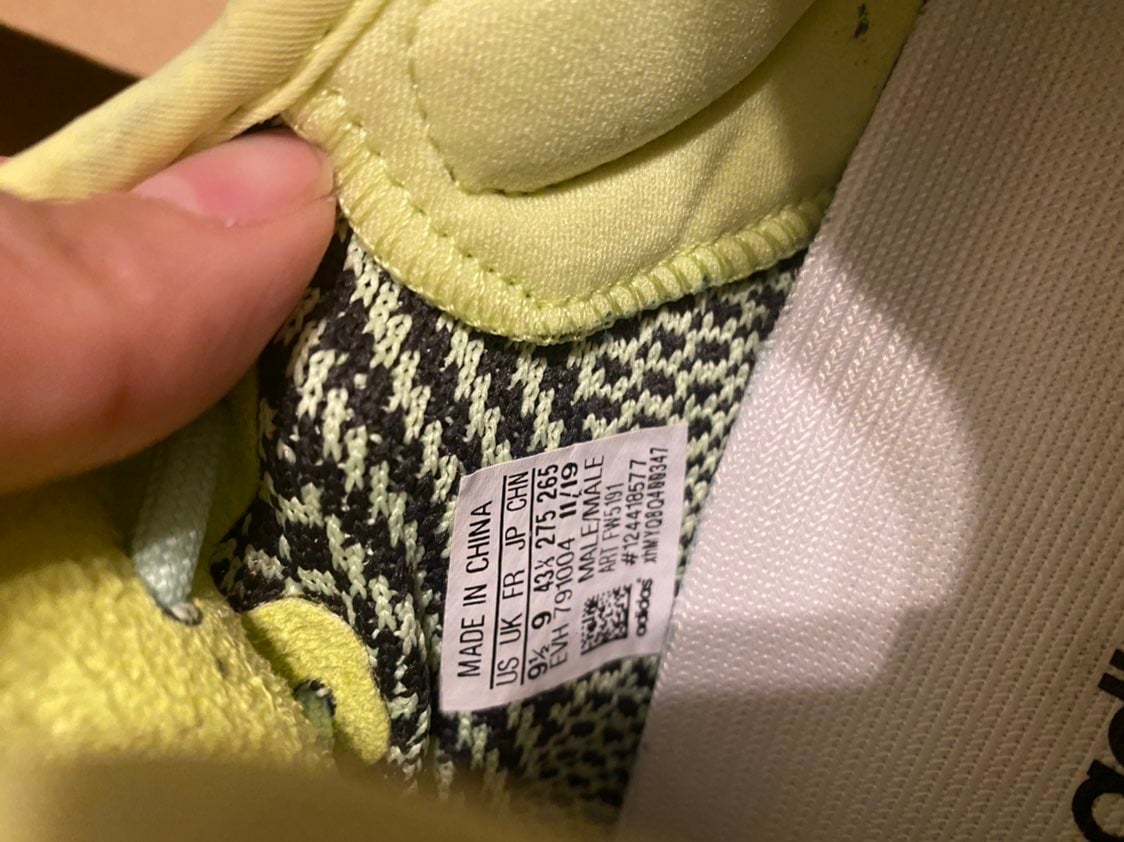 MADE IN CHINA
US UK FR JP CHN
9½ 9 43⅓ 275 265
EVH 791004 11/19
MALE/MALE
ART FW5191
#124418577
adidas